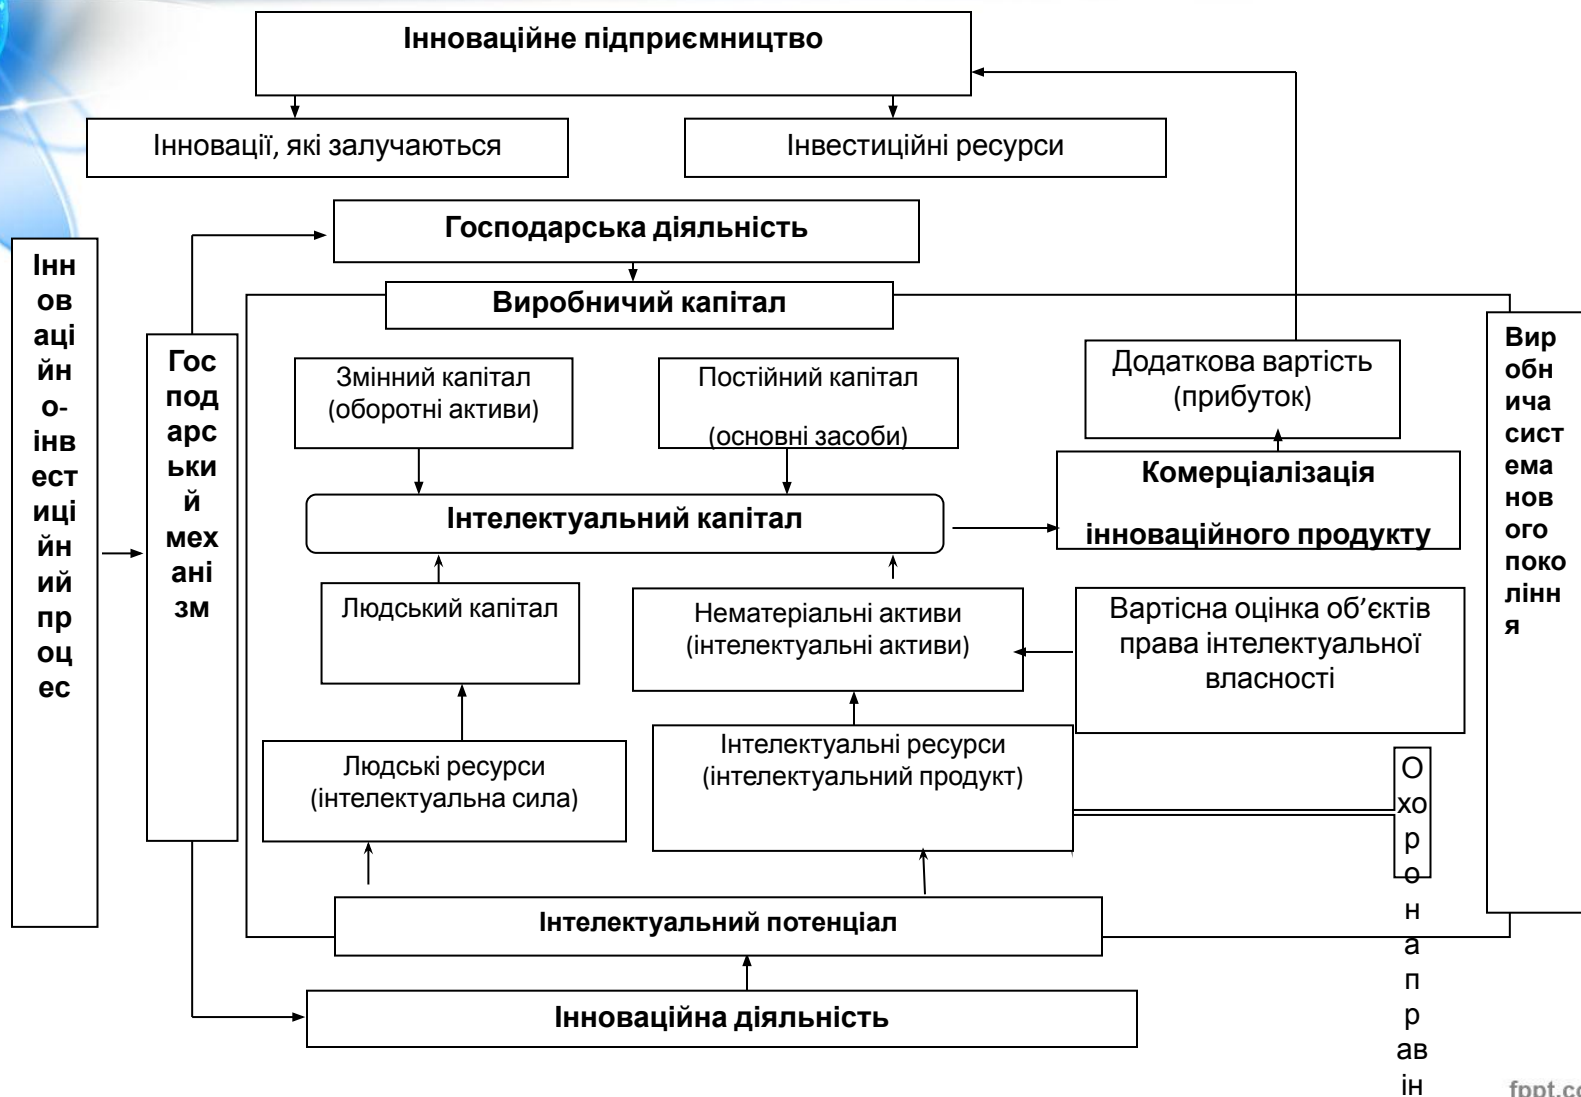 Інноваційне підприємництво
Інновації, які залучаються
Інвестиційні ресурси
Господарська діяльність
Виробничий капітал
Інн
ов
аці
йн
о-
інв
ест
иці
йн
ий
пр
оц
ес
Гос
под
арс
ьки
й
мех
ані
зм
Змінний капітал
(оборотні активи)
Постійний капітал
(основні засоби)
Додаткова вартість
(прибуток)
Вир
обн
ича
сист
ема
нов
ого
поко
лінн
я
Інтелектуальний капітал
Комерціалізація
інноваційного продукту
Людський капітал
Нематеріальні активи
(інтелектуальні активи)
Вартісна оцінка об’єктів
права інтелектуальної
власності
Людські ресурси
(інтелектуальна сила)
Інтелектуальні ресурси
(інтелектуальний продукт)
О
хо
р
о
н
а
п
р
ав
ін
Інтелектуальний потенціал
Інноваційна діяльність